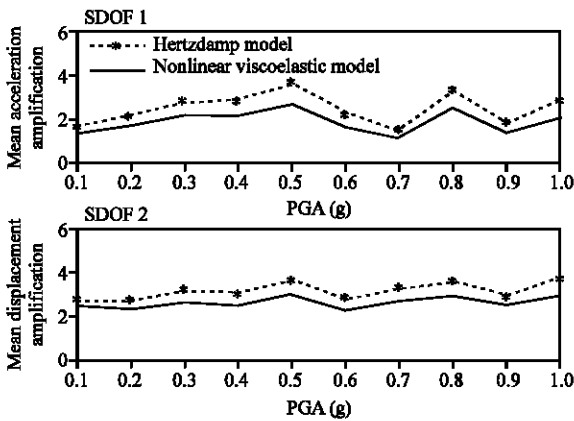 SDOF 1
Mean acceleration
amplification
6
4
2
0
Hertzdamp model
Nonlinear viscoelastic model
0.1 0.2 0.3 0.4 0.5 0.6 0.7 0.8 0.9 1.0
PGA (g)
SDOF 2
Mean displacement
amplification
6
4
2
0
0.1 0.2 0.3 0.4 0.5 0.6 0.7 0.8 0.9 1.0
PGA (g)